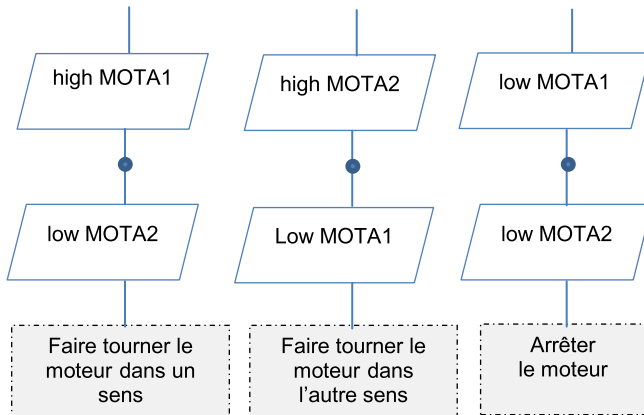 high MOTA1
low MOTA2
Faire tourner le
moteur dans un
sens
high MOTA2
Low MOTA1
Faire tourner le
moteur dans
l'autre sens
low MOTA1
low MOTA2
Arrêter
le moteur